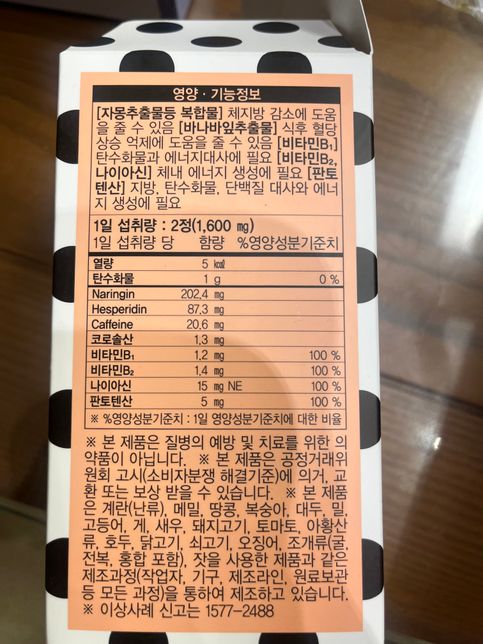 영양 · 기능정보
[자몽추출물등 복합물] 체지방 감소에 도움
을 줄 수 있음 [바나바잎추출물] 식후 혈당
상승 억제에 도움을 줄 수 있음 [비타민B₁]
탄수화물과 에너지대사에 필요 [비타민B₂,
나이아신] 체내 에너지 생성에 필요 [판토
텐산] 지방, 탄수화물, 단백질 대사와 에너
지 생성에 필요
1일 섭취량 : 2정(1,600 mg)
1일 섭취량 당 함량 %영양성분기준치
열량 5 kcal
탄수화물 1 g 0 %
Naringin 202.4 mg
Hesperidin 87.3 mg
Caffeine 20.6 mg
코로솔산 1.3 mg
비타민B₁ 1.2 mg 100 %
비타민B₂ 1.4 mg 100 %
나이아신 15 mg NE 100 %
판토텐산 5 mg 100 %
※ %영양성분기준치 : 1일 영양성분기준치에 대한 비율
※ 본 제품은 질병의 예방 및 치료를 위한 의
약품이 아닙니다. ※ 본 제품은 공정거래위
원회 고시(소비자분쟁 해결기준)에 의거, 교
환 또는 보상 받을 수 있습니다. ※ 본 제품
은 계란(난류), 메밀, 땅콩, 복숭아, 대두, 밀,
고등어, 게, 새우, 돼지고기, 토마토, 아황산
류, 호두, 닭고기, 쇠고기, 오징어, 조개류(굴,
전복, 홍합 포함), 잣을 사용한 제품과 같은
제조과정(작업자, 기구, 제조라인, 원료보관
등 모든 과정)을 통하여 제조하고 있습니다.
※ 이상사례 신고는 1577-2488